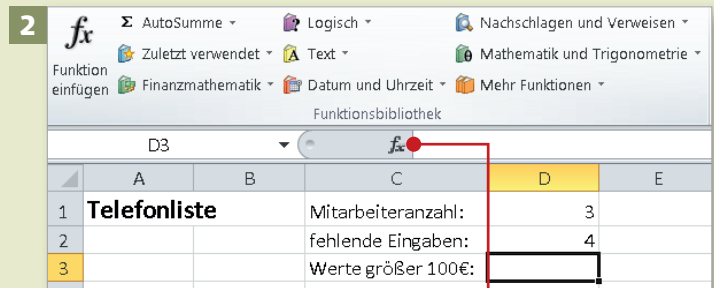 2
Σ AutoSumme Logisch Nachschlagen und Verweisen
fx Zuletzt verwendet Text Mathematik und Trigonometrie
Funktion einfügen Finanzmathematik Datum und Uhrzeit Mehr Funktionen
Funktionsbibliothek
D3 fx
A B C D E
1 Telefonliste Mitarbeiteranzahl: 3
2 fehlende Eingaben: 4
3 Werte größer 100€: